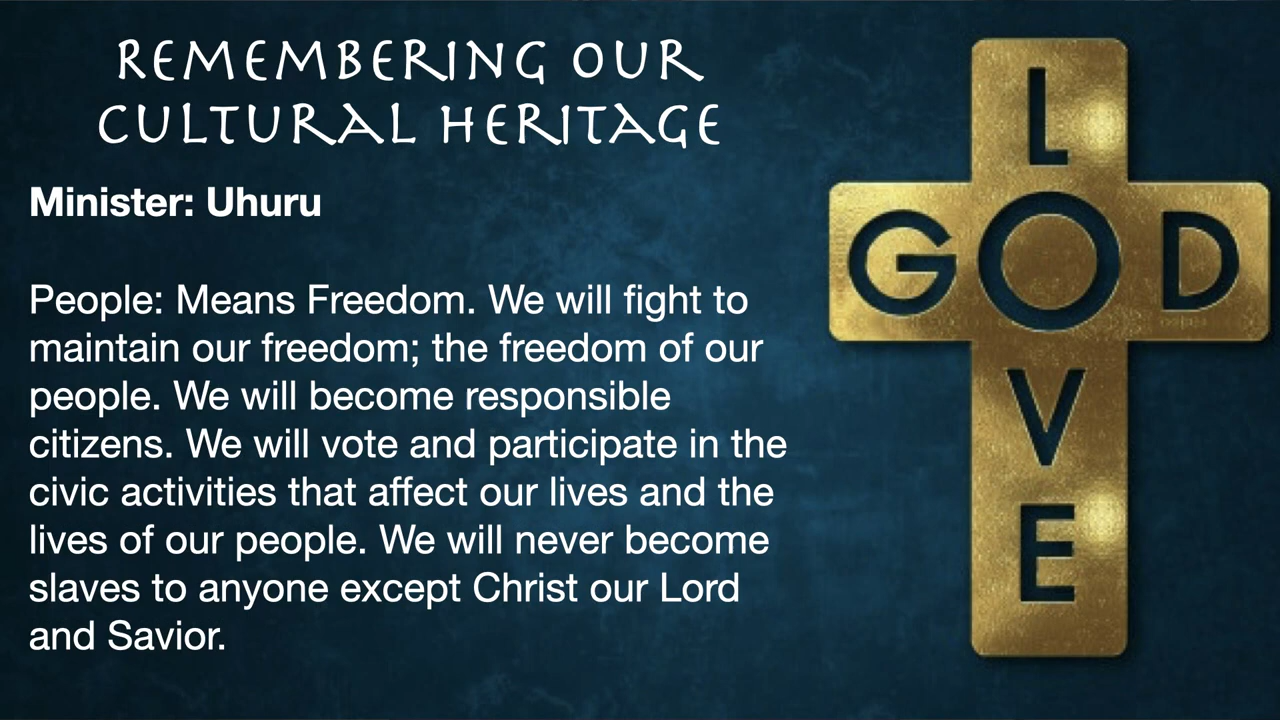 REMEMBERING OUR
CULTURAL HERITAGE
Minister: Uhuru
People: Means Freedom. We will fight to
maintain our freedom; the freedom of our
people. We will become responsible
citizens. We will vote and participate in the
civic activities that affect our lives and the
lives of our people. We will never become
slaves to anyone except Christ our Lord
and Savior.
LOVE
GOD